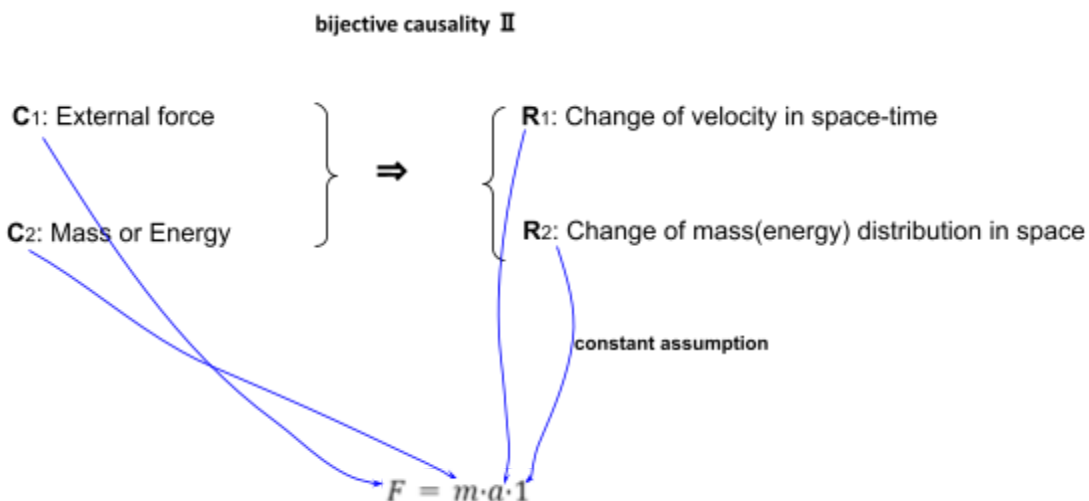 bijective causality Ⅱ
C1: External force
R1: Change of velocity in space-time
⇒
C2: Mass or Energy
R2: Change of mass(energy) distribution in space
constant assumption
F = m·a·1